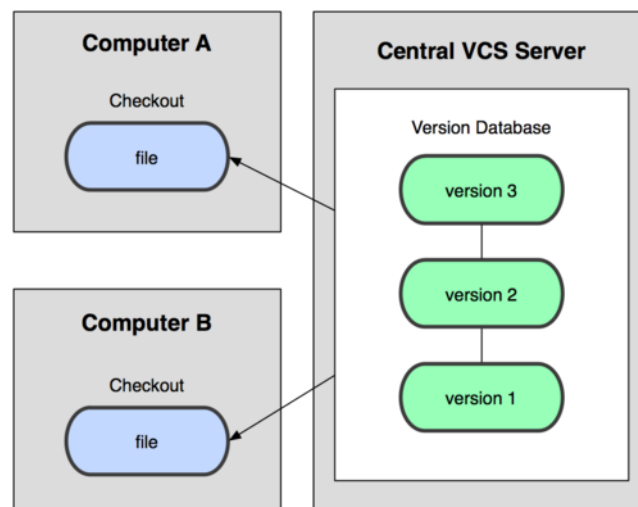 Computer A
Checkout
file
Computer B
Checkout
file
Central VCS Server
Version Database
version 3
version 2
version 1